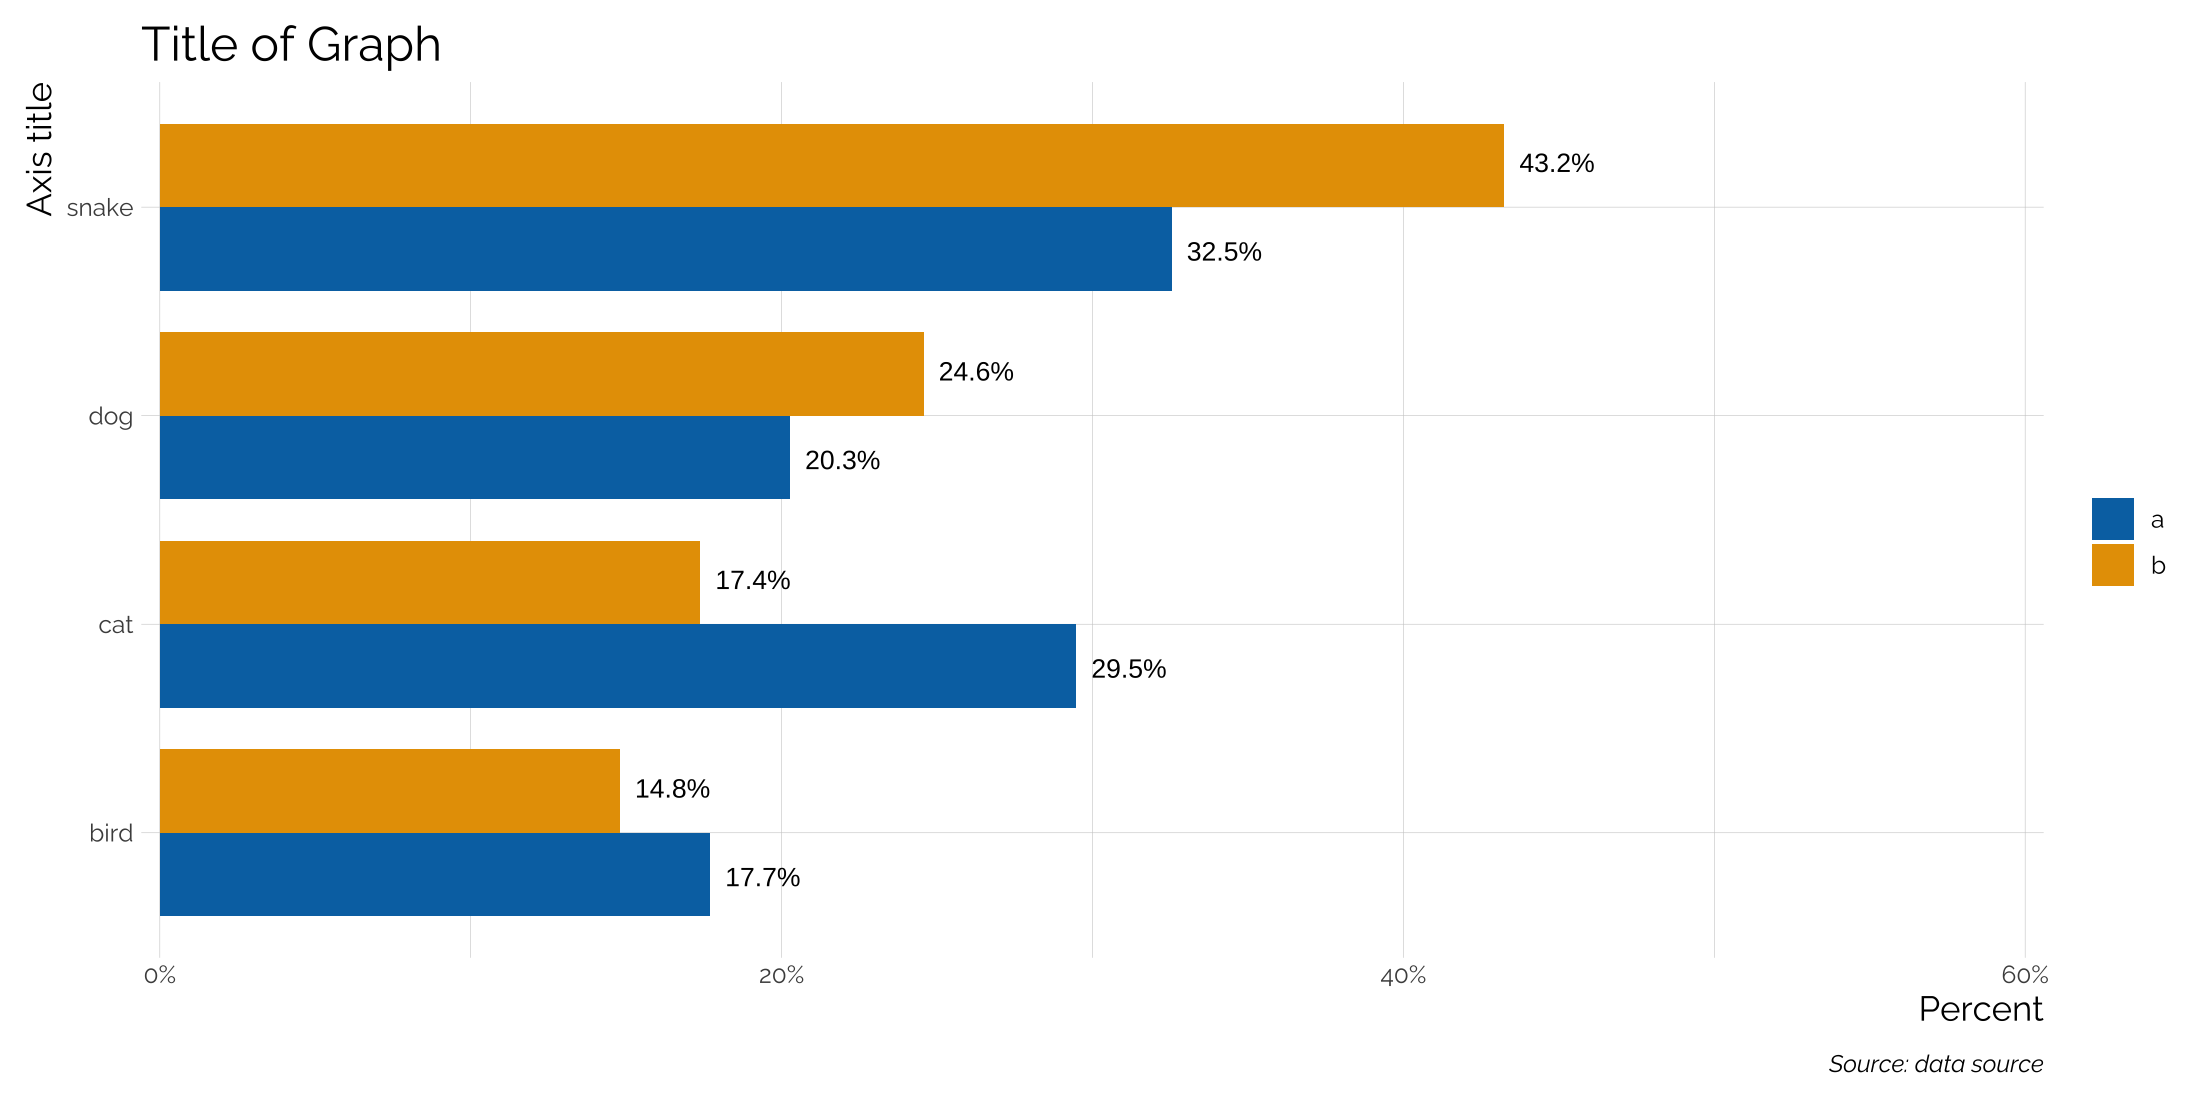 Title of Graph
Axis title
snake
43.2%
32.5%
dog
24.6%
20.3%
cat
17.4%
29.5%
bird
14.8%
17.7%
a
b
0% 20% 40% 60%
Percent
Source: data source